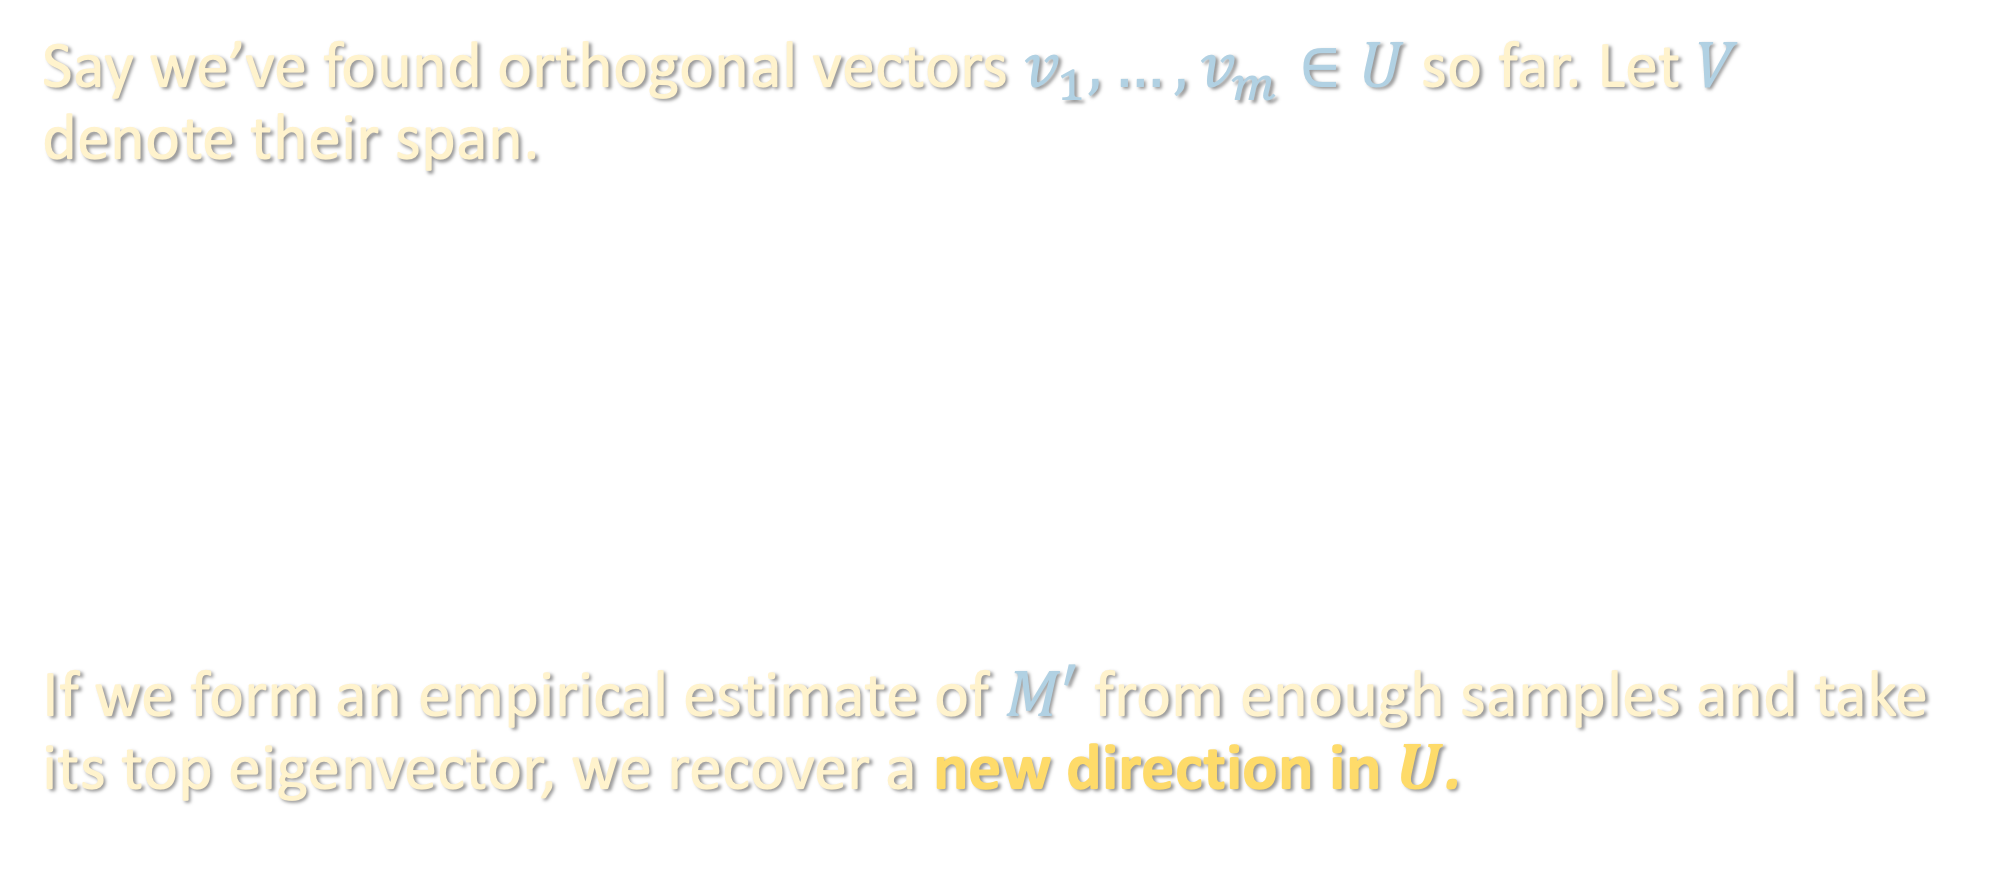 Say we’ve found orthogonal vectors 𝒗₁, … , 𝒗ₘ ∈ 𝑈 so far. Let 𝑉
denote their span.
If we form an empirical estimate of 𝑴′ from enough samples and take
its top eigenvector, we recover a new direction in 𝑼.